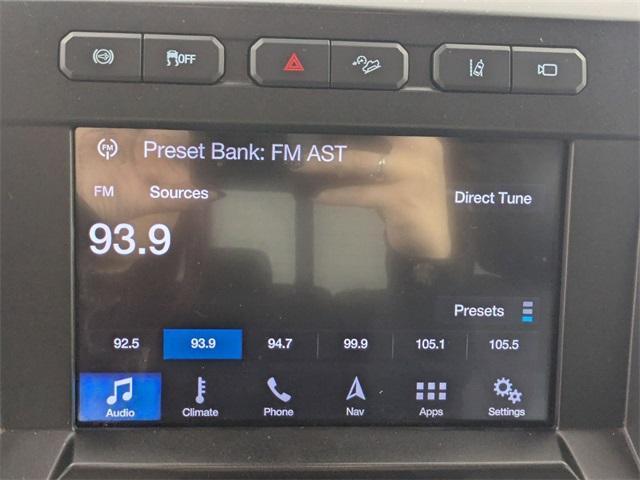 OFF
FM Preset Bank: FM AST
FM Sources Direct Tune
93.9
Presets
92.5 93.9 94.7 99.9 105.1 105.5
Audio Climate Phone Nav Apps Settings